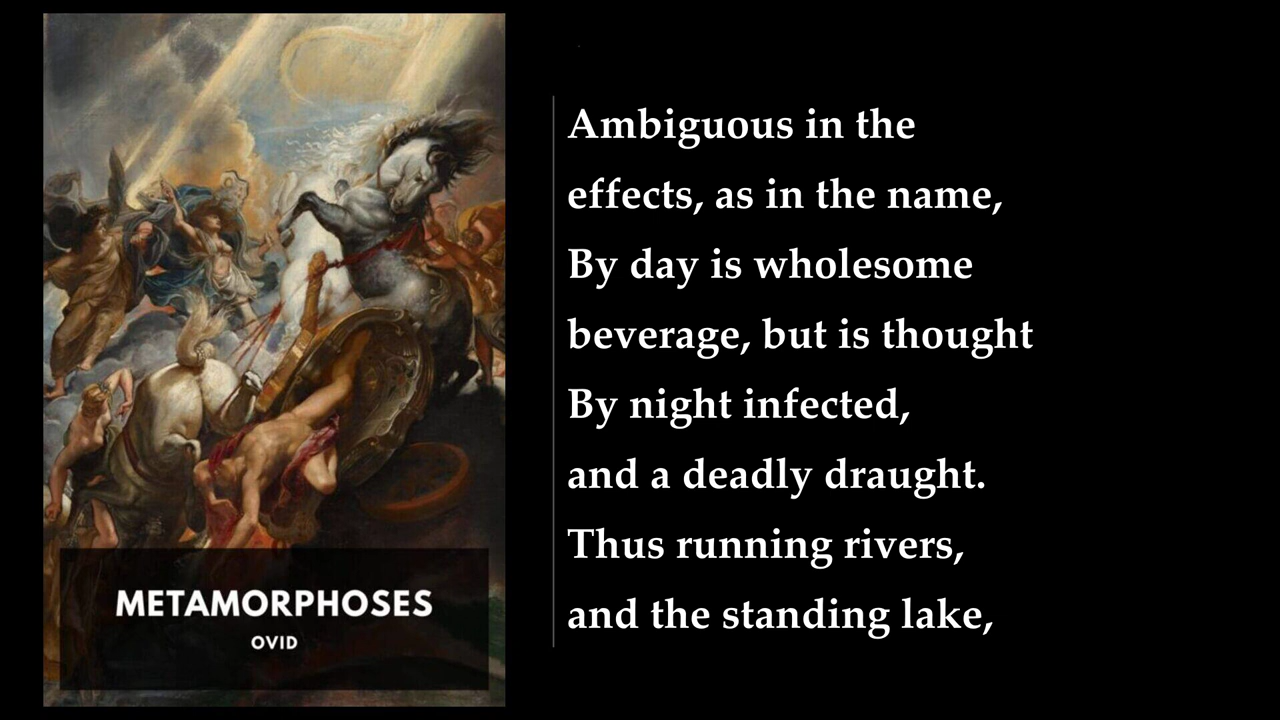 METAMORPHOSES
OVID
Ambiguous in the
effects, as in the name,
By day is wholesome
beverage, but is thought
By night infected,
and a deadly draught.
Thus running rivers,
and the standing lake,